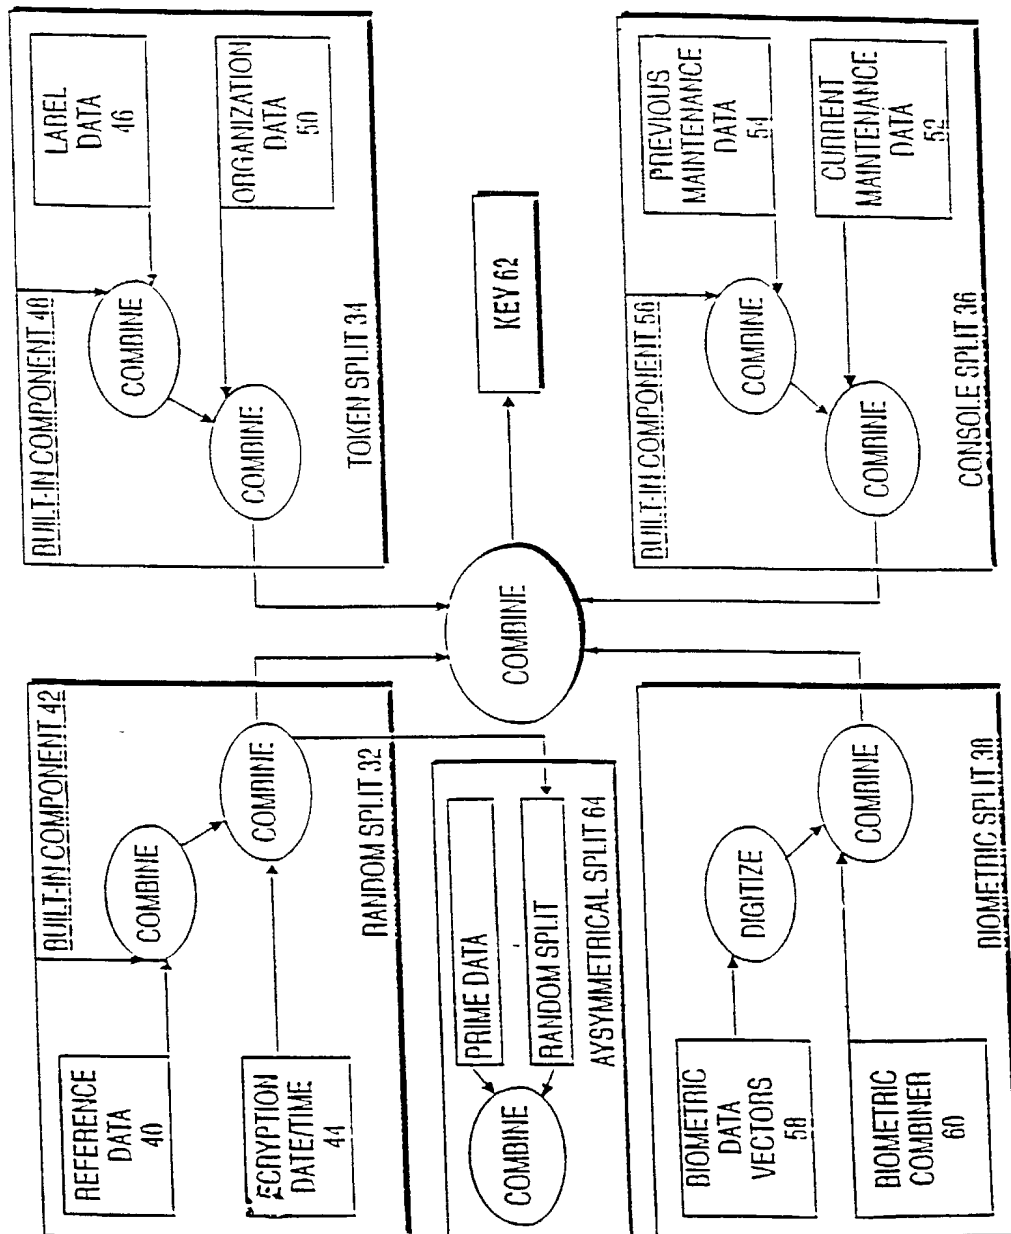 REFERENCE
DATA
40
BUILT-IN COMPONENT 42
COMBINE
COMBINE
ECRYPTION
DATE/TIME
44
RANDOM SPLIT 32
BUILT-IN COMPONENT 48
LABEL
DATA
46
COMBINE
COMBINE
ORGANIZATION
DATA
50
TOKEN SPLIT 34
PRIME DATA
RANDOM SPLIT
COMBINE
AYSYMMETRICAL SPLIT 64
COMBINE
KEY 62
BIOMETRIC
DATA
VECTORS
58
DIGITIZE
COMBINE
BIOMETRIC
COMBINER
60
BIOMETRIC SPLIT 38
BUILT-IN COMPONENT 56
PREVIOUS
MAINTENANCE
DATA
54
COMBINE
COMBINE
CURRENT
MAINTENANCE
DATA
52
CONSOLE SPLIT 36